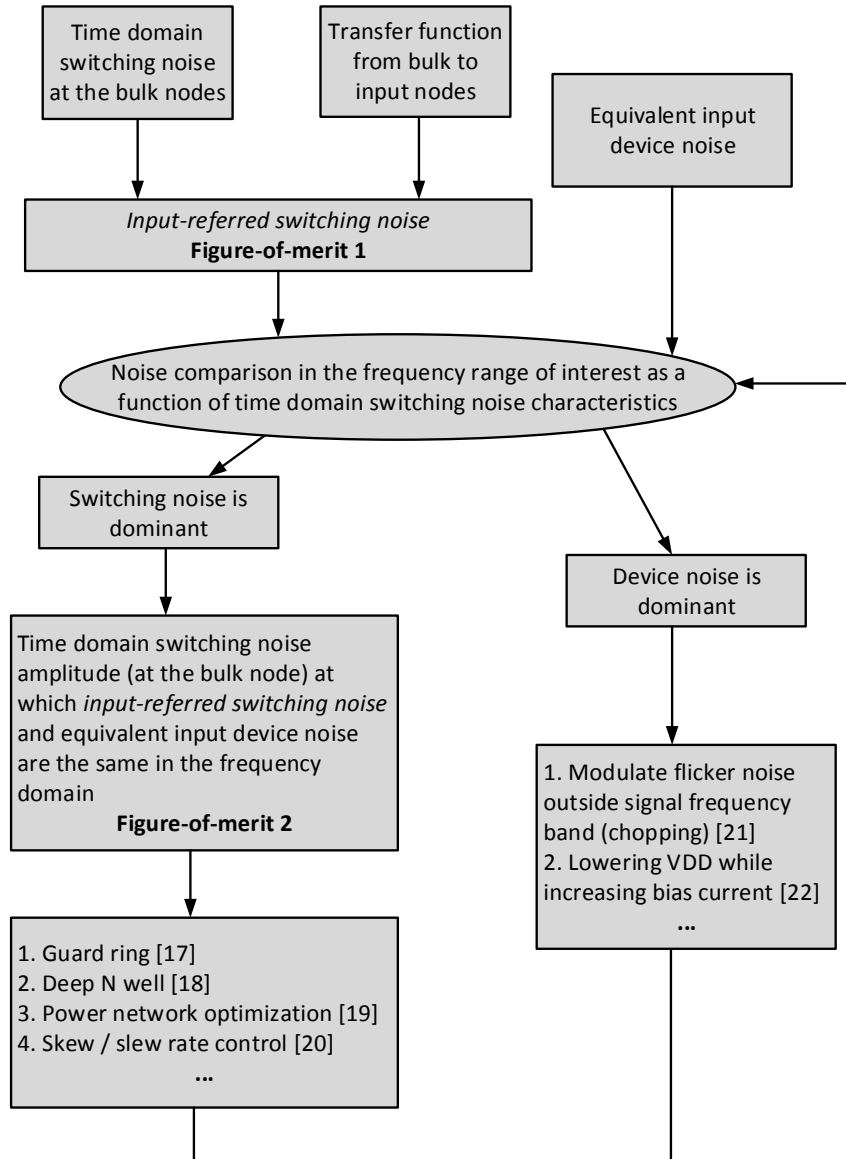 Time domain
switching noise
at the bulk nodes
Transfer function
from bulk to
input nodes
Equivalent input
device noise
Input-referred switching noise
Figure-of-merit 1
Noise comparison in the frequency range of interest as a
function of time domain switching noise characteristics
Switching noise is
dominant
Device noise is
dominant
Time domain switching noise
amplitude (at the bulk node) at
which input-referred switching noise
and equivalent input device noise
are the same in the frequency
domain
Figure-of-merit 2
1. Modulate flicker noise
outside signal frequency
band (chopping) [21]
2. Lowering VDD while
increasing bias current [22]
...
1. Guard ring [17]
2. Deep N well [18]
3. Power network optimization [19]
4. Skew / slew rate control [20]
...